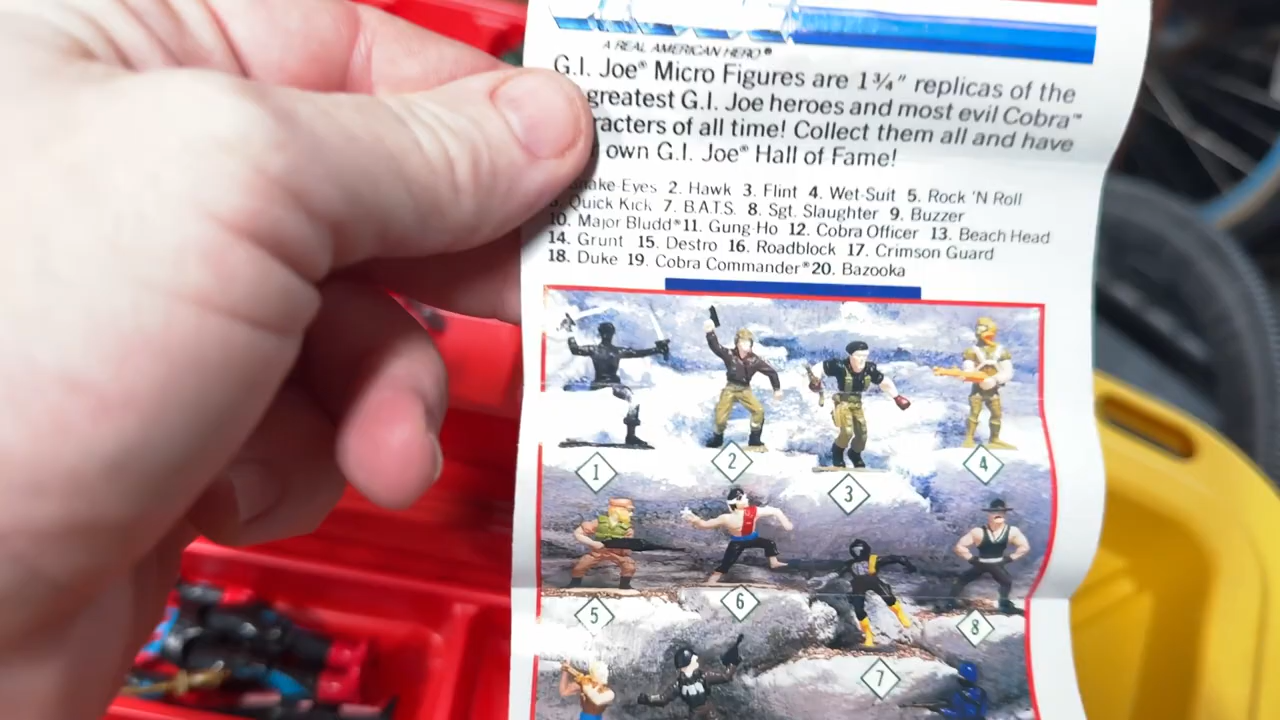 A REAL AMERICAN HERO®
G.I. Joe® Micro Figures are 1¾" replicas of the
greatest G.I. Joe heroes and most evil Cobra™
racters of all time! Collect them all and have
own G.I. Joe® Hall of Fame!
ake-Eyes 2. Hawk 3. Flint 4. Wet-Suit 5. Rock 'N Roll
Quick Kick 7. B.A.T.S. 8. Sgt. Slaughter 9. Buzzer
10. Major Bludd® 11. Gung-Ho 12. Cobra Officer 13. Beach Head
14. Grunt 15. Destro 16. Roadblock 17. Crimson Guard
18. Duke 19. Cobra Commander® 20. Bazooka
1
2
3
4
5
6
7
8